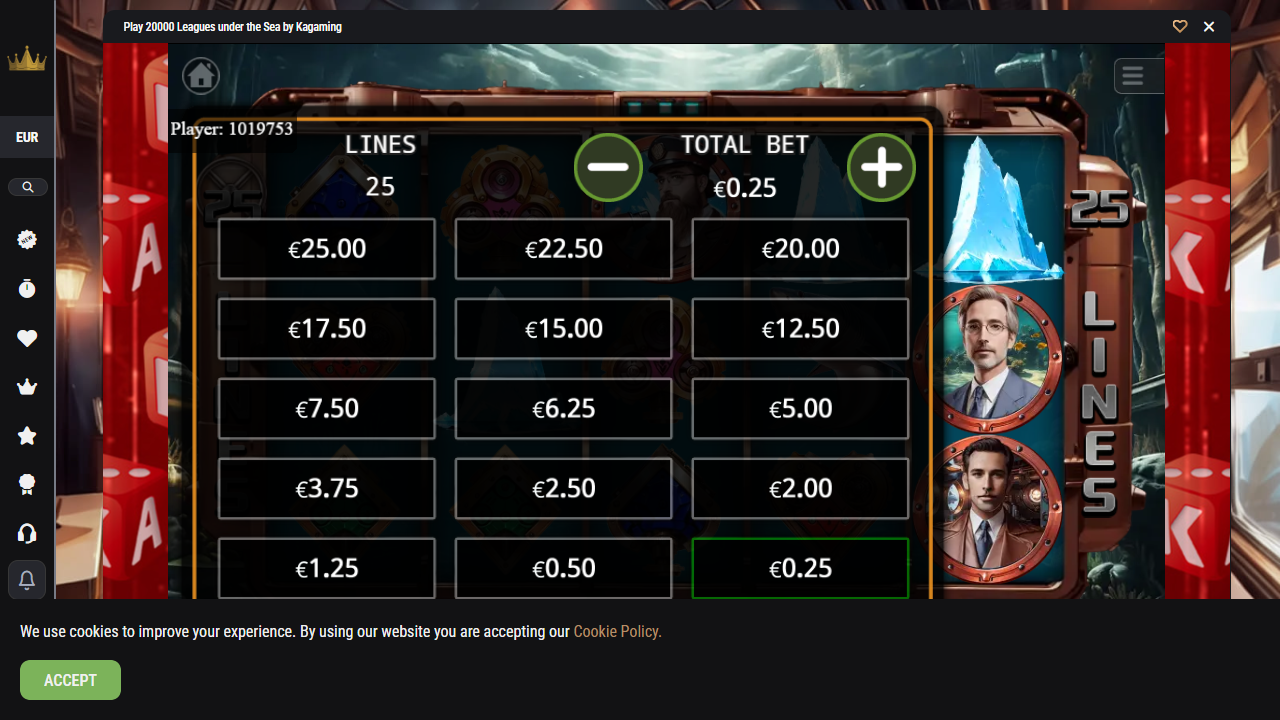 Play 20000 Leagues under the Sea by Kagaming
EUR
NEW
Player: 1019753
LINES
25
TOTAL BET
€0.25
€25.00 €22.50 €20.00
€17.50 €15.00 €12.50
€7.50 €6.25 €5.00
€3.75 €2.50 €2.00
€1.25 €0.50 €0.25
25
LINES
A
A
K
K
We use cookies to improve your experience. By using our website you are accepting our Cookie Policy.
ACCEPT